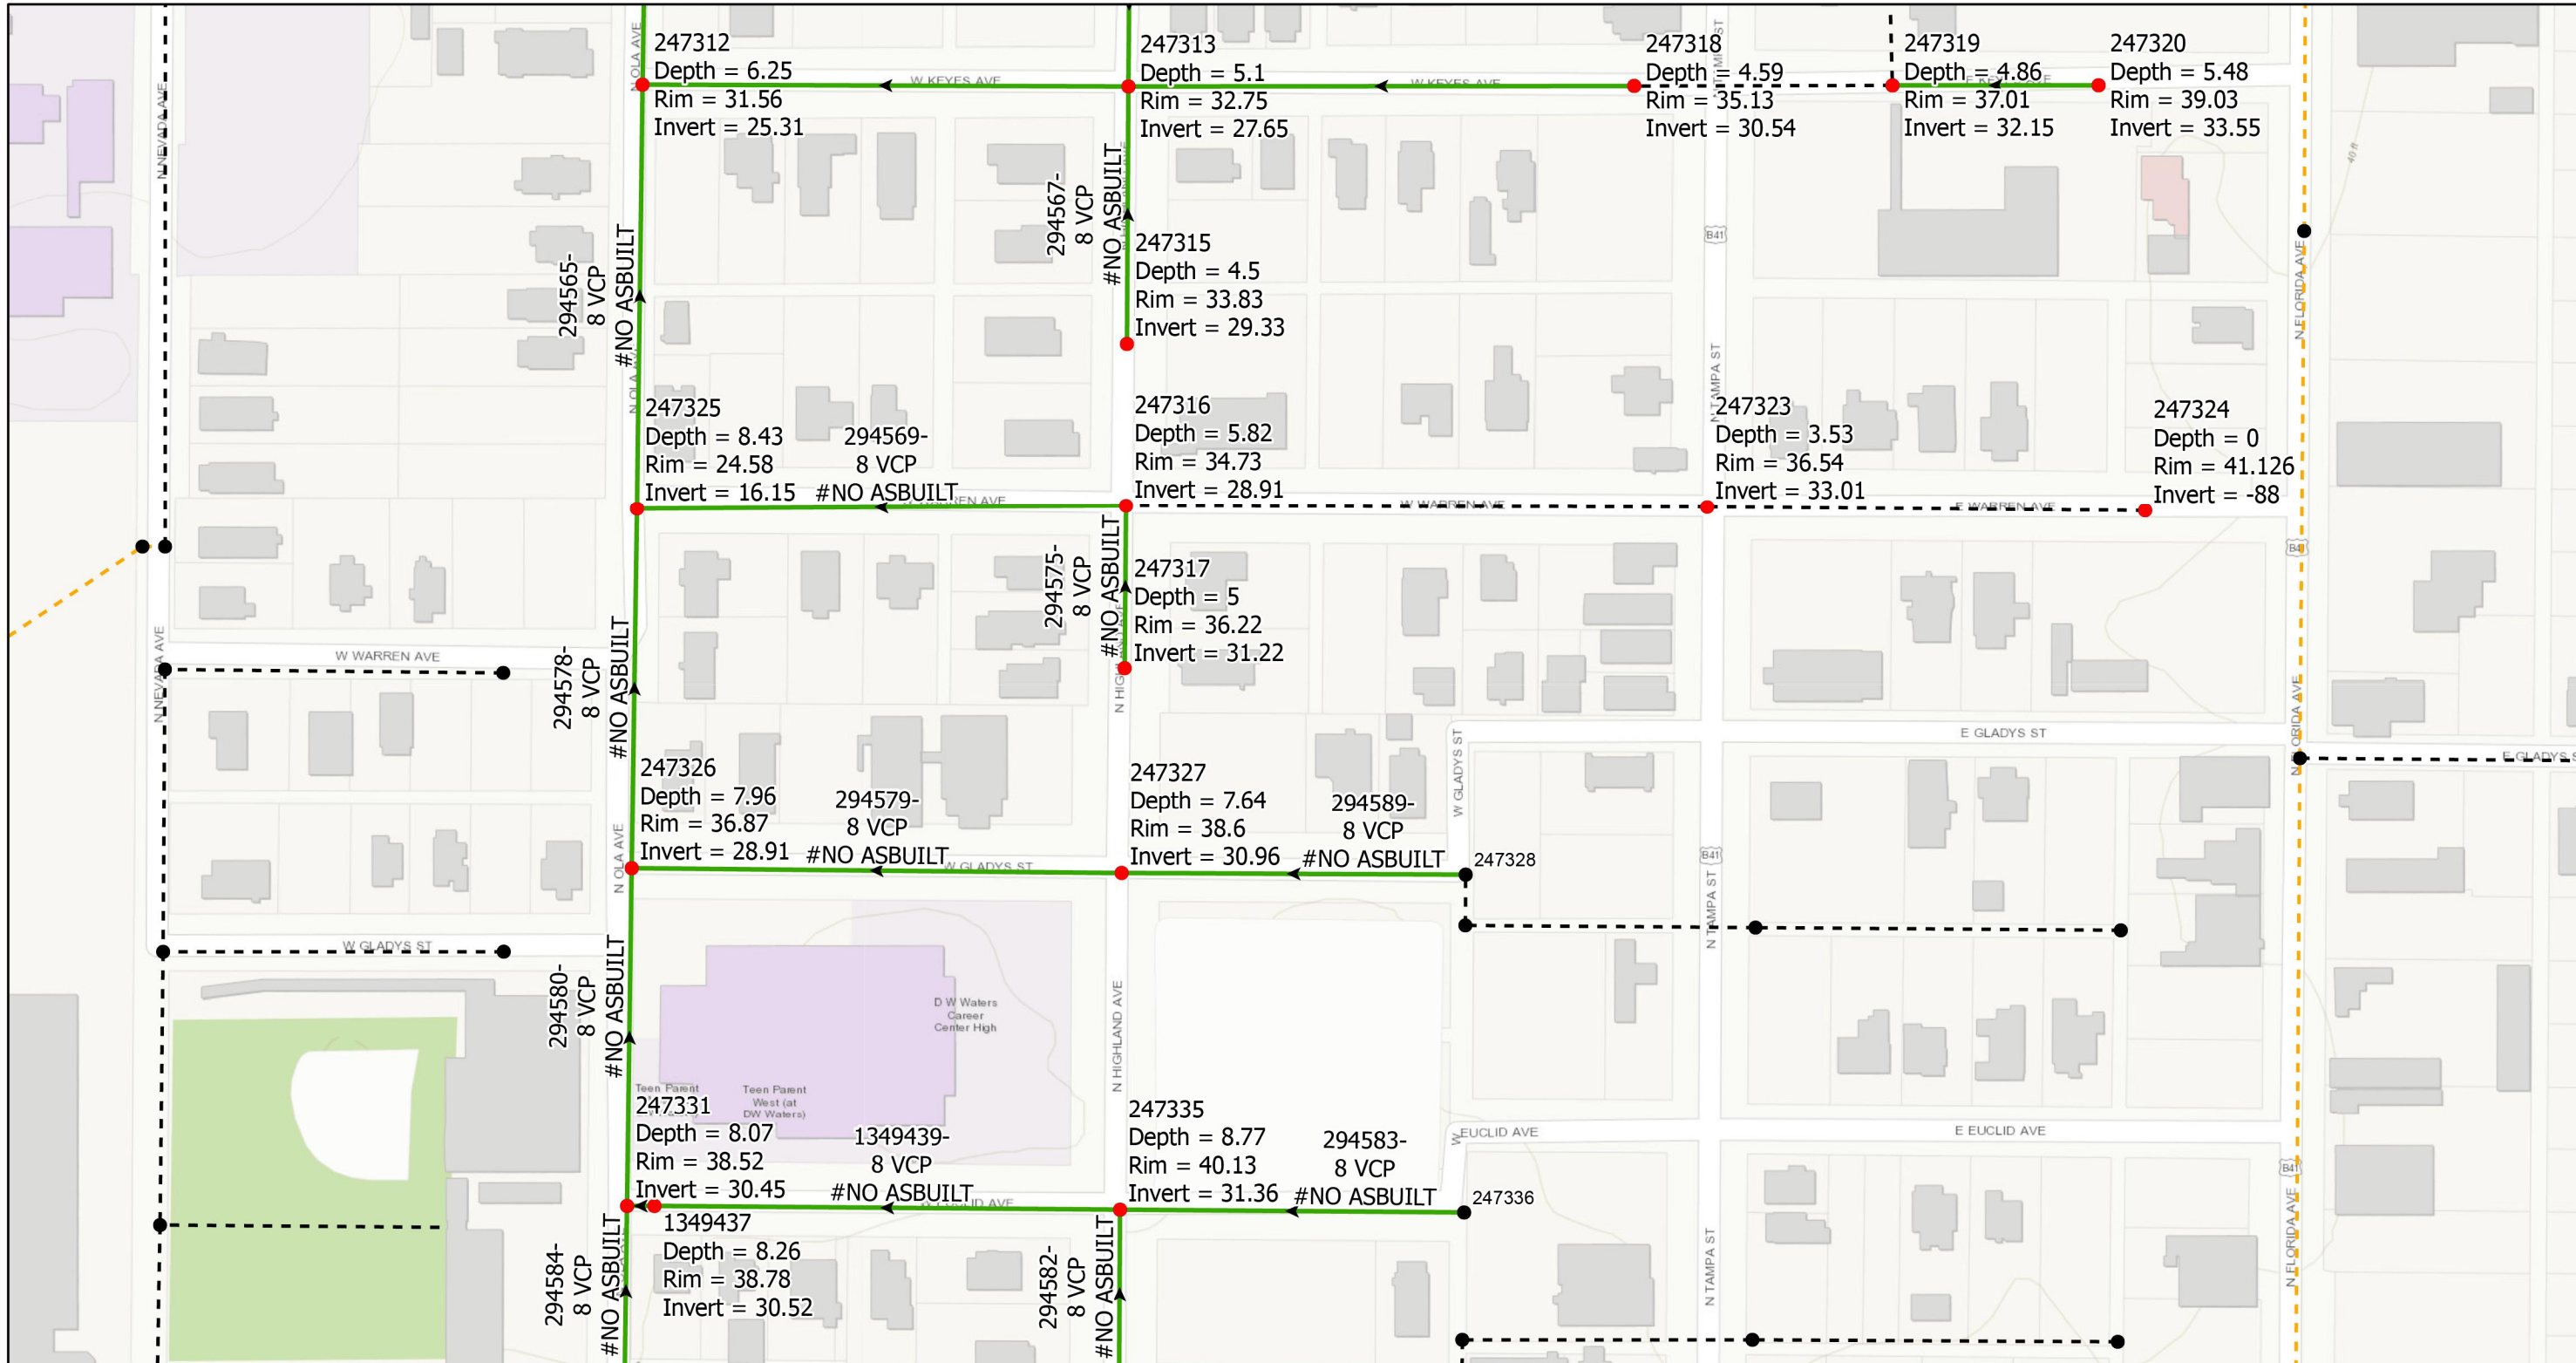 247312
Depth = 6.25
Rim = 31.56
Invert = 25.31
247313
Depth = 5.1
Rim = 32.75
Invert = 27.65
247318
Depth = 4.59
Rim = 35.13
Invert = 30.54
247319
Depth = 4.86
Rim = 37.01
Invert = 32.15
247320
Depth = 5.48
Rim = 39.03
Invert = 33.55
N OLA AVE
W KEYES AVE
W KEYES AVE
N NEVADA AVE
40 ft
294567-
8 VCP
#NO ASBUILT
294565-
8 VCP
#NO ASBUILT
247315
Depth = 4.5
Rim = 33.83
Invert = 29.33
B41
N FLORIDA AVE
N TAMPA ST
247325
Depth = 8.43
Rim = 24.58
Invert = 16.15
294569-
8 VCP
#NO ASBUILT
247316
Depth = 5.82
Rim = 34.73
Invert = 28.91
247323
Depth = 3.53
Rim = 36.54
Invert = 33.01
247324
Depth = 0
Rim = 41.126
Invert = -88
W WARREN AVE
E WARREN AVE
294575-
8 VCP
#NO ASBUILT
247317
Depth = 5
Rim = 36.22
Invert = 31.22
W WARREN AVE
N NEVADA AVE
294578-
8 VCP
#NO ASBUILT
N FLORIDA AVE
E GLADYS ST
W GLADYS ST
247326
Depth = 7.96
Rim = 36.87
Invert = 28.91
294579-
8 VCP
#NO ASBUILT
247327
Depth = 7.64
Rim = 38.6
Invert = 30.96
294589-
8 VCP
#NO ASBUILT
247328
N OLA AVE
W GLADYS ST
B41
N TAMPA ST
W GLADYS ST
294580-
8 VCP
#NO ASBUILT
D W Waters
Career
Center High
N HIGHLAND AVE
Teen Parent
Teen Parent
West (at
DW Waters)
247331
Depth = 8.07
Rim = 38.52
Invert = 30.45
1349439-
8 VCP
#NO ASBUILT
247335
Depth = 8.77
Rim = 40.13
Invert = 31.36
294583-
8 VCP
#NO ASBUILT
247336
W EUCLID AVE
E EUCLID AVE
B41
1349437
Depth = 8.26
Rim = 38.78
Invert = 30.52
294584-
8 VCP
#NO ASBUILT
294582-
8 VCP
#NO ASBUILT
N TAMPA ST
N FLORIDA AVE